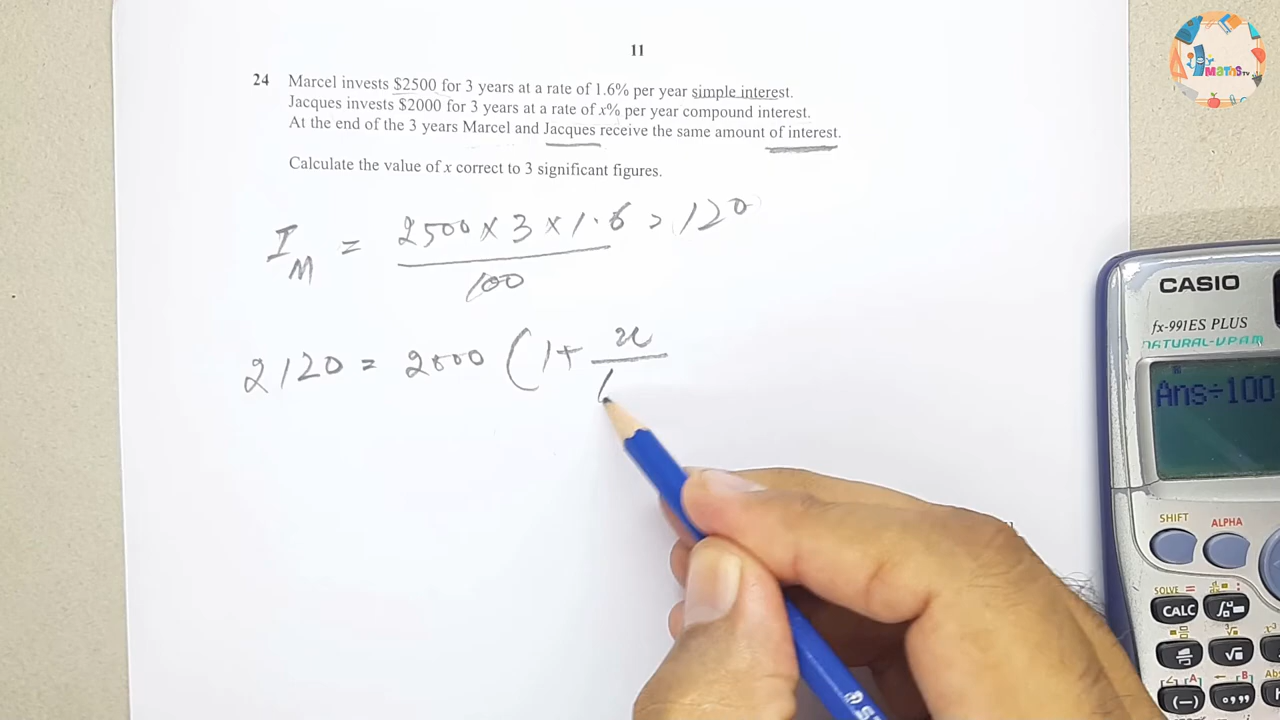 11
24 Marcel invests $2500 for 3 years at a rate of 1.6% per year simple interest.
Jacques invests $2000 for 3 years at a rate of x% per year compound interest.
At the end of the 3 years Marcel and Jacques receive the same amount of interest.
Calculate the value of x correct to 3 significant figures.
I_M = 2500 × 3 × 1.6 = 120
100
2120 = 2000 (1 + x
MATHS TV
CASIO
fx-991ES PLUS
NATURAL-V.P.A.M.
Ans÷100
SHIFT ALPHA
SOLVE =
CALC
√
(−)